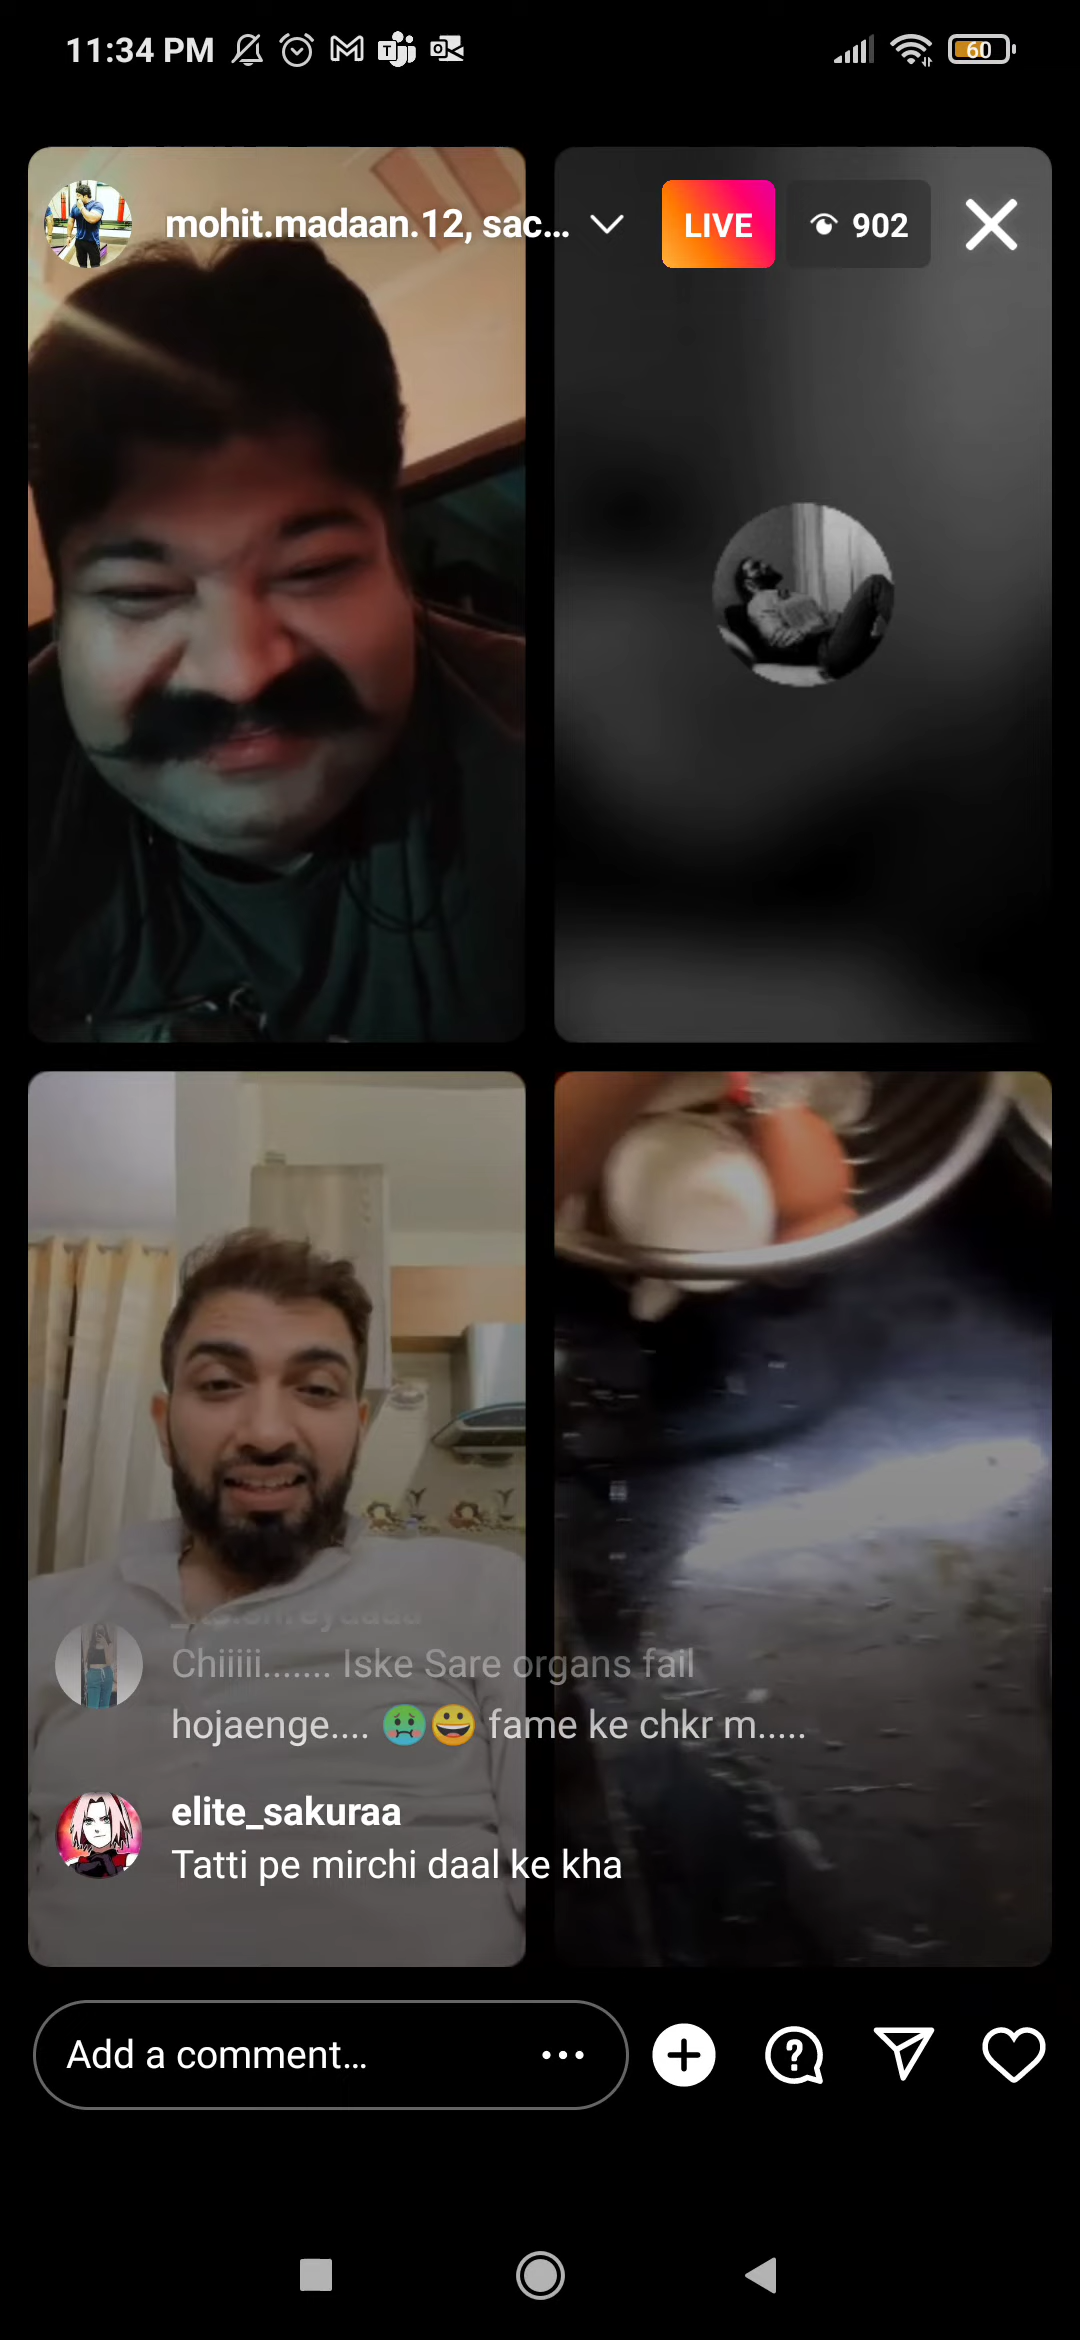 11:34 PM
60
mohit.madaan.12, sac...
LIVE
902
Chiiiii....... Iske Sare organs fail
hojaenge.... 🤢😀 fame ke chkr m.....
elite_sakuraa
Tatti pe mirchi daal ke kha
Add a comment...